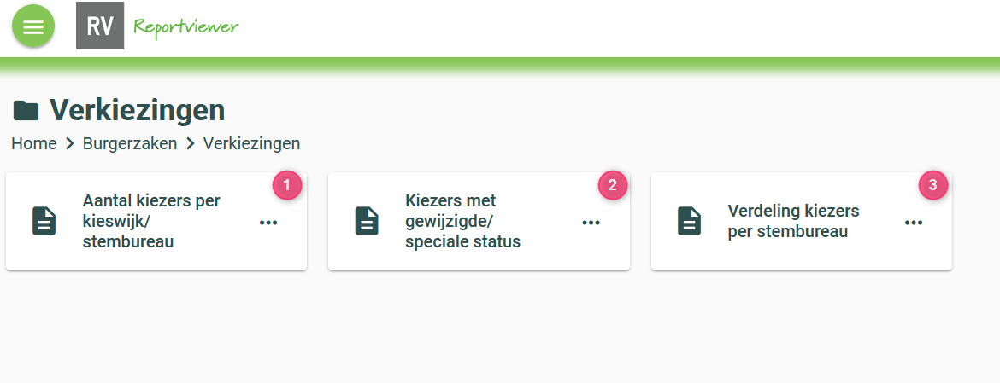 RV Reportviewer
Verkiezingen
Home > Burgerzaken > Verkiezingen
1
Aantal kiezers per
kieswijk/
stembureau
2
Kiezers met
gewijzigde/
speciale status
3
Verdeling kiezers
per stembureau